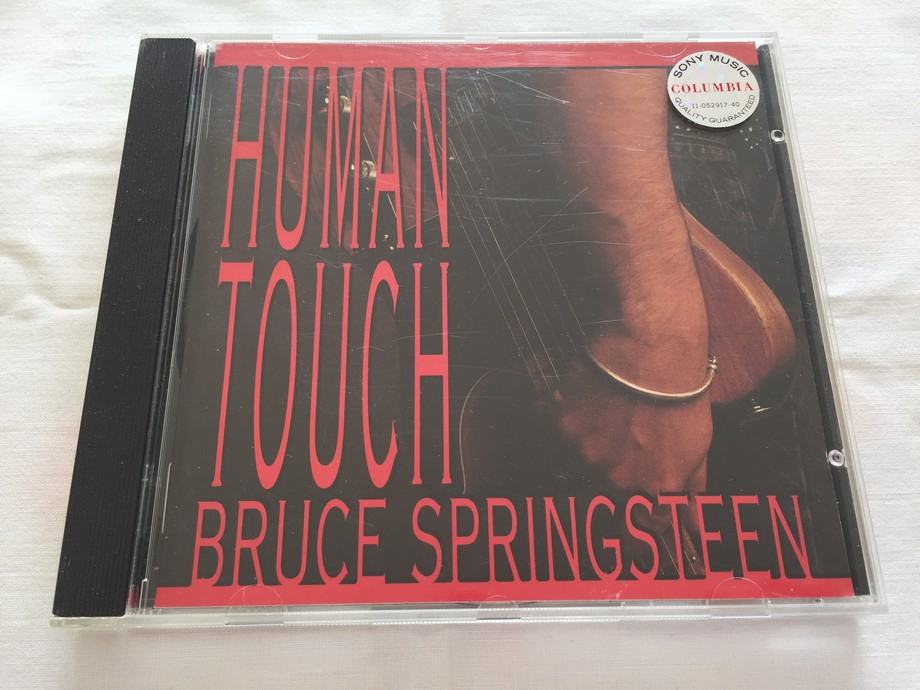 HUMAN
TOUCH
BRUCE SPRINGSTEEN
SONY MUSIC
COLUMBIA
11-052917-40
QUALITY GUARANTEED